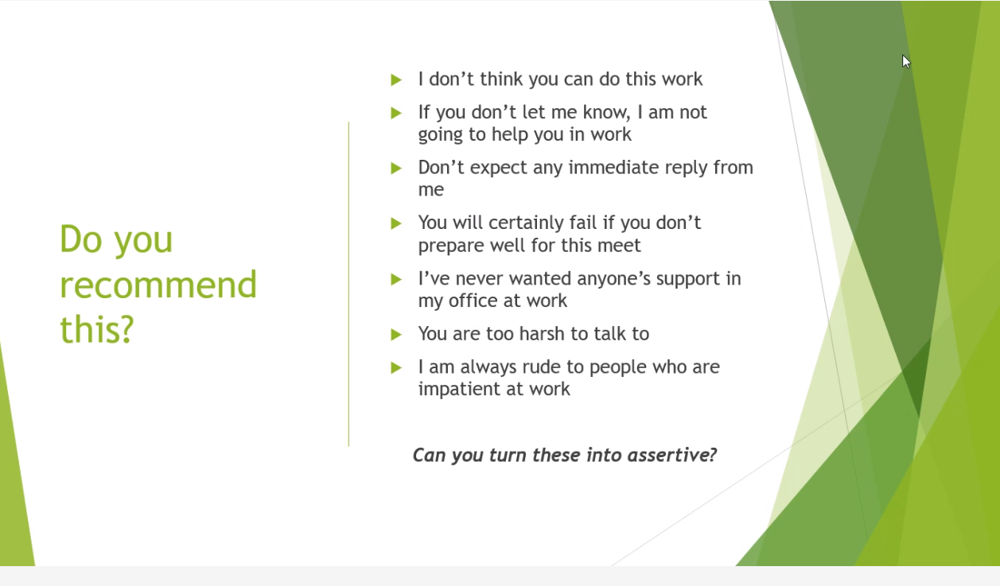 Do you
recommend
this?
I don’t think you can do this work
If you don’t let me know, I am not
going to help you in work
Don’t expect any immediate reply from
me
You will certainly fail if you don’t
prepare well for this meet
I’ve never wanted anyone’s support in
my office at work
You are too harsh to talk to
I am always rude to people who are
impatient at work
Can you turn these into assertive?